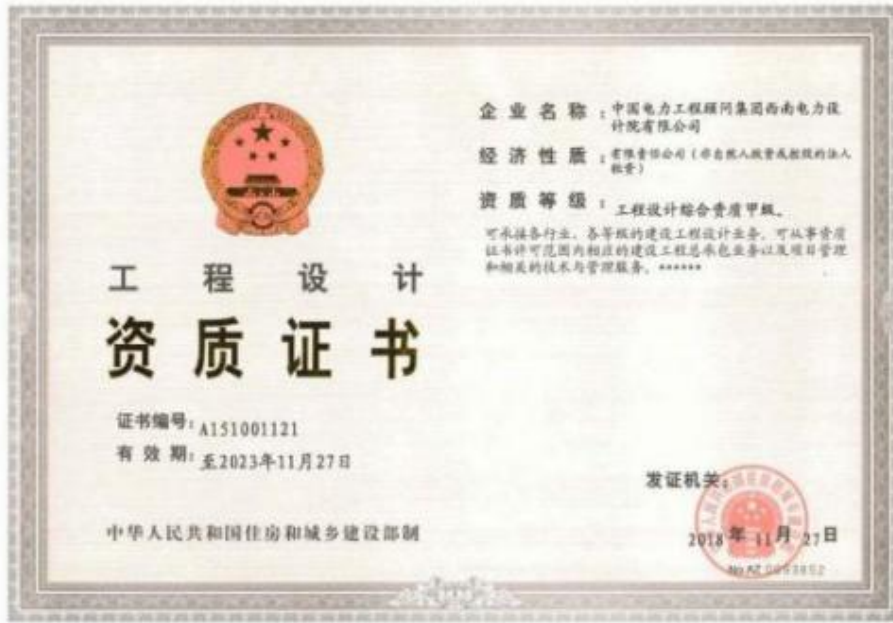 工程设计
资质证书
证书编号：A151001121
有效期：至2023年11月27日
中华人民共和国住房和城乡建设部制
企业名称：中国电力工程顾问集团西南电力设
计院有限公司
经济性质：有限责任公司（非自然人投资或控股的法人
独资）
资质等级：工程设计综合资质甲级。
可承接各行业、各等级的建设工程设计业务。可从事资质
证书许可范围内相应的建设工程总承包业务以及项目管理
和相关的技术与管理服务。******
发证机关：
2018年11月27日
No.AZ 0093852